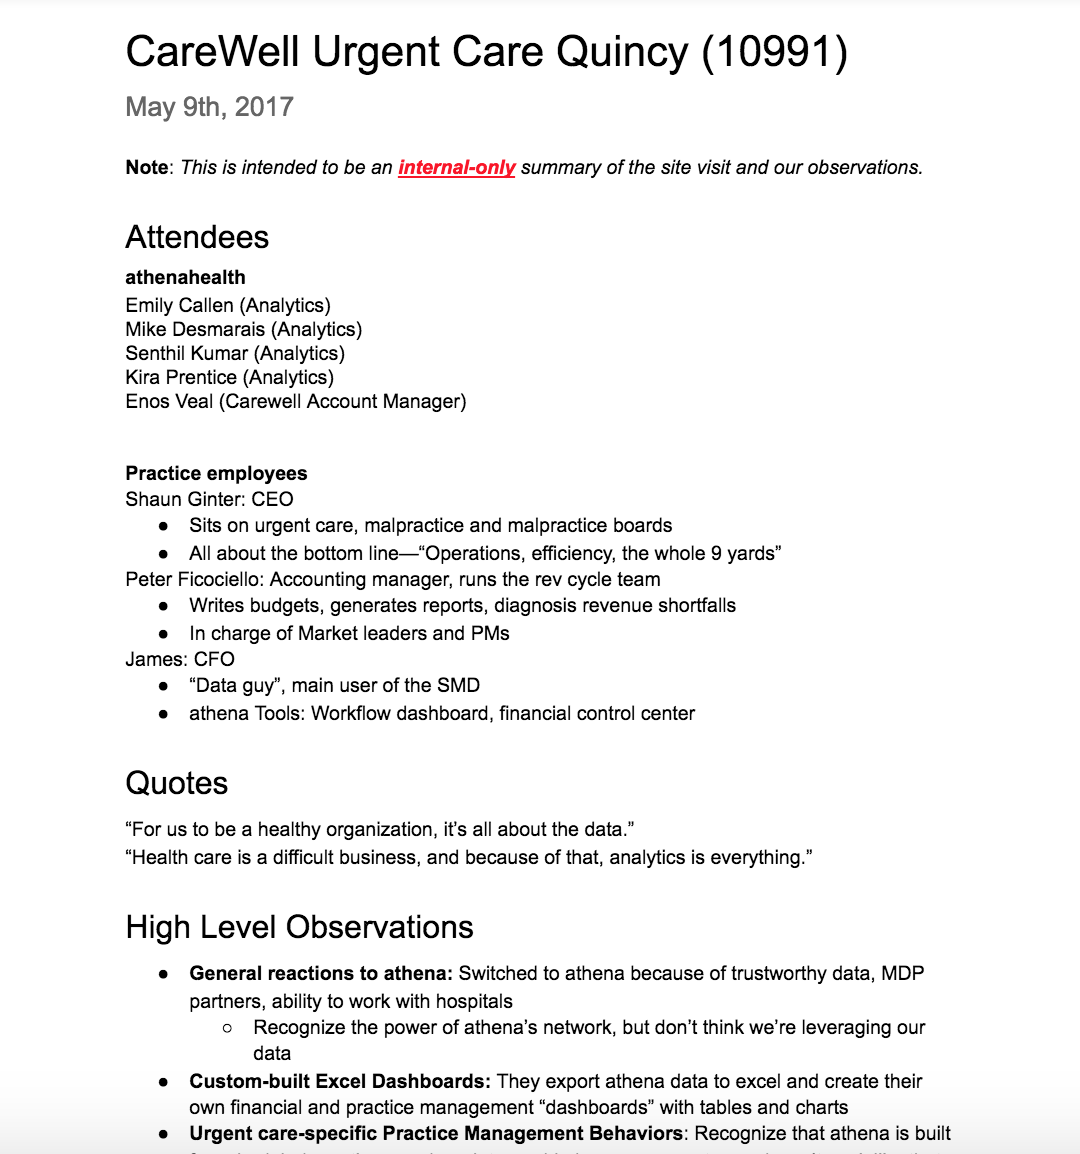 CareWell Urgent Care Quincy (10991)
May 9th, 2017
Note: This is intended to be an internal-only summary of the site visit and our observations.
Attendees
athenahealth
Emily Callen (Analytics)
Mike Desmarais (Analytics)
Senthil Kumar (Analytics)
Kira Prentice (Analytics)
Enos Veal (Carewell Account Manager)
Practice employees
Shaun Ginter: CEO
● Sits on urgent care, malpractice and malpractice boards
● All about the bottom line—“Operations, efficiency, the whole 9 yards”
Peter Ficociello: Accounting manager, runs the rev cycle team
● Writes budgets, generates reports, diagnosis revenue shortfalls
● In charge of Market leaders and PMs
James: CFO
● “Data guy”, main user of the SMD
● athena Tools: Workflow dashboard, financial control center
Quotes
“For us to be a healthy organization, it’s all about the data.”
“Health care is a difficult business, and because of that, analytics is everything.”
High Level Observations
● General reactions to athena: Switched to athena because of trustworthy data, MDP
partners, ability to work with hospitals
○ Recognize the power of athena’s network, but don’t think we’re leveraging our
data
● Custom-built Excel Dashboards: They export athena data to excel and create their
own financial and practice management “dashboards” with tables and charts
● Urgent care-specific Practice Management Behaviors: Recognize that athena is built